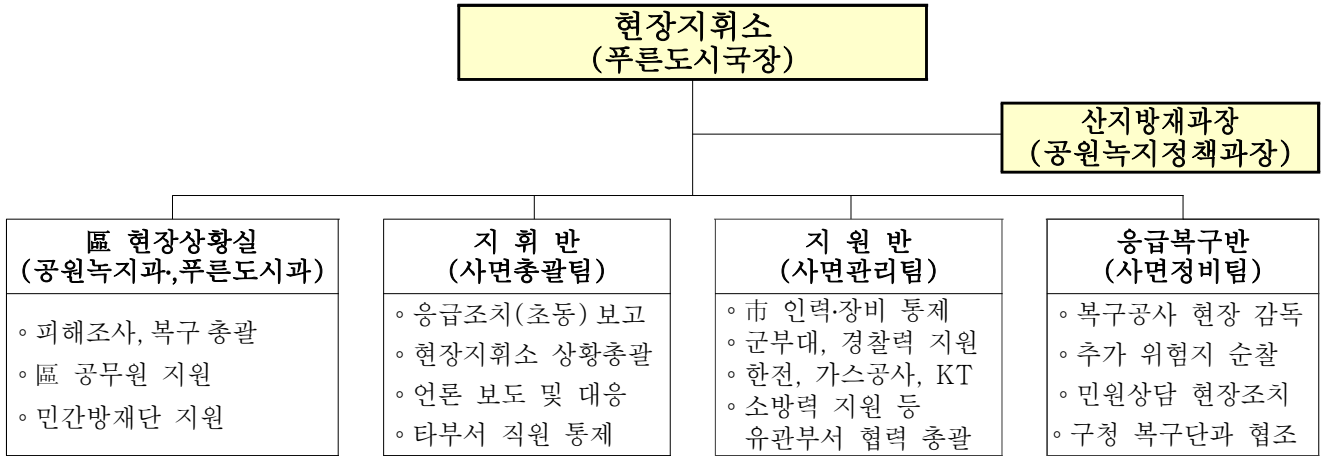 현장지휘소
(푸른도시국장)
산지방재과장
(공원녹지정책과장)
區 현장상황실
(공원녹지과·,푸른도시과)
◦피해조사, 복구 총괄
◦區 공무원 지원
◦민간방재단 지원
지 휘 반
(사면총괄팀)
◦응급조치(초동) 보고
◦현장지휘소 상황총괄
◦언론 보도 및 대응
◦타부서 직원 통제
지 원 반
(사면관리팀)
◦市 인력·장비 통제
◦군부대, 경찰력 지원
◦한전, 가스공사, KT
◦소방력 지원 등
유관부서 협력 총괄
응급복구반
(사면정비팀)
◦복구공사 현장 감독
◦추가 위험지 순찰
◦민원상담 현장조치
◦구청 복구단과 협조